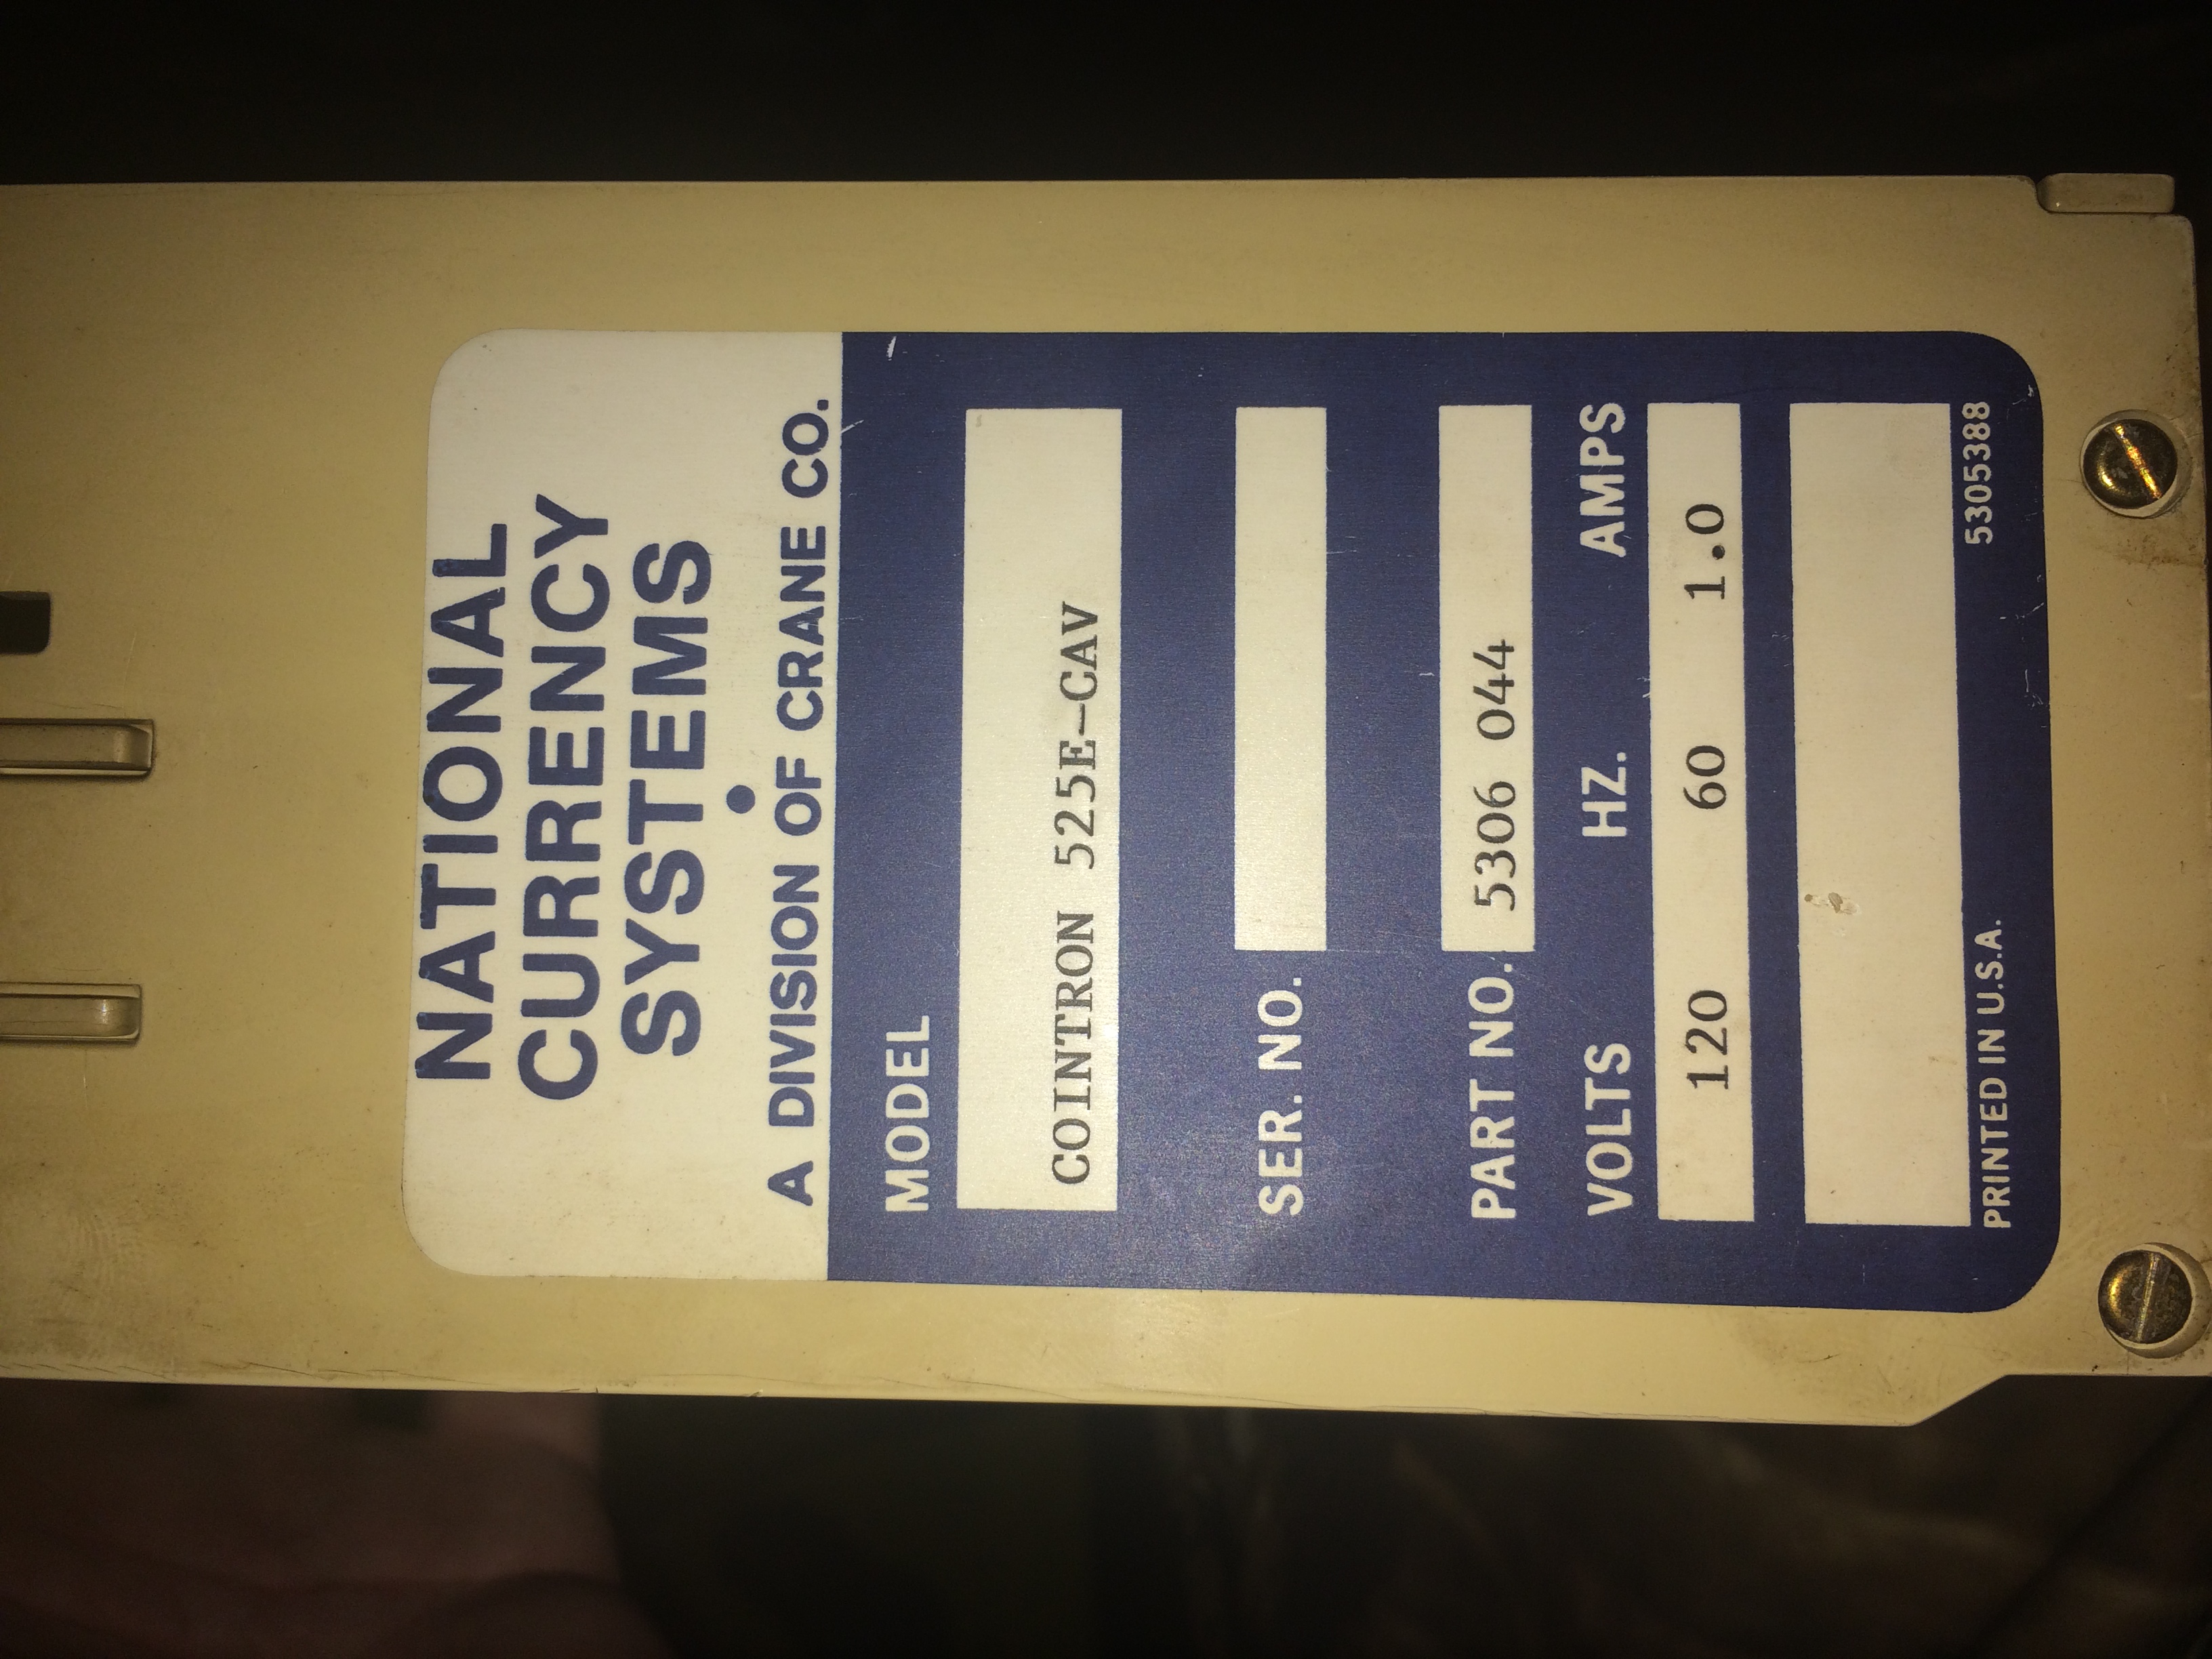 NATIONAL
CURRENCY
SYSTEMS
•
A DIVISION OF CRANE CO.
MODEL
COINTRON 525E-CAV
SER. NO.
PART NO. 5306 044
VOLTS HZ. AMPS
120 60 1.0
PRINTED IN U.S.A. 5305388